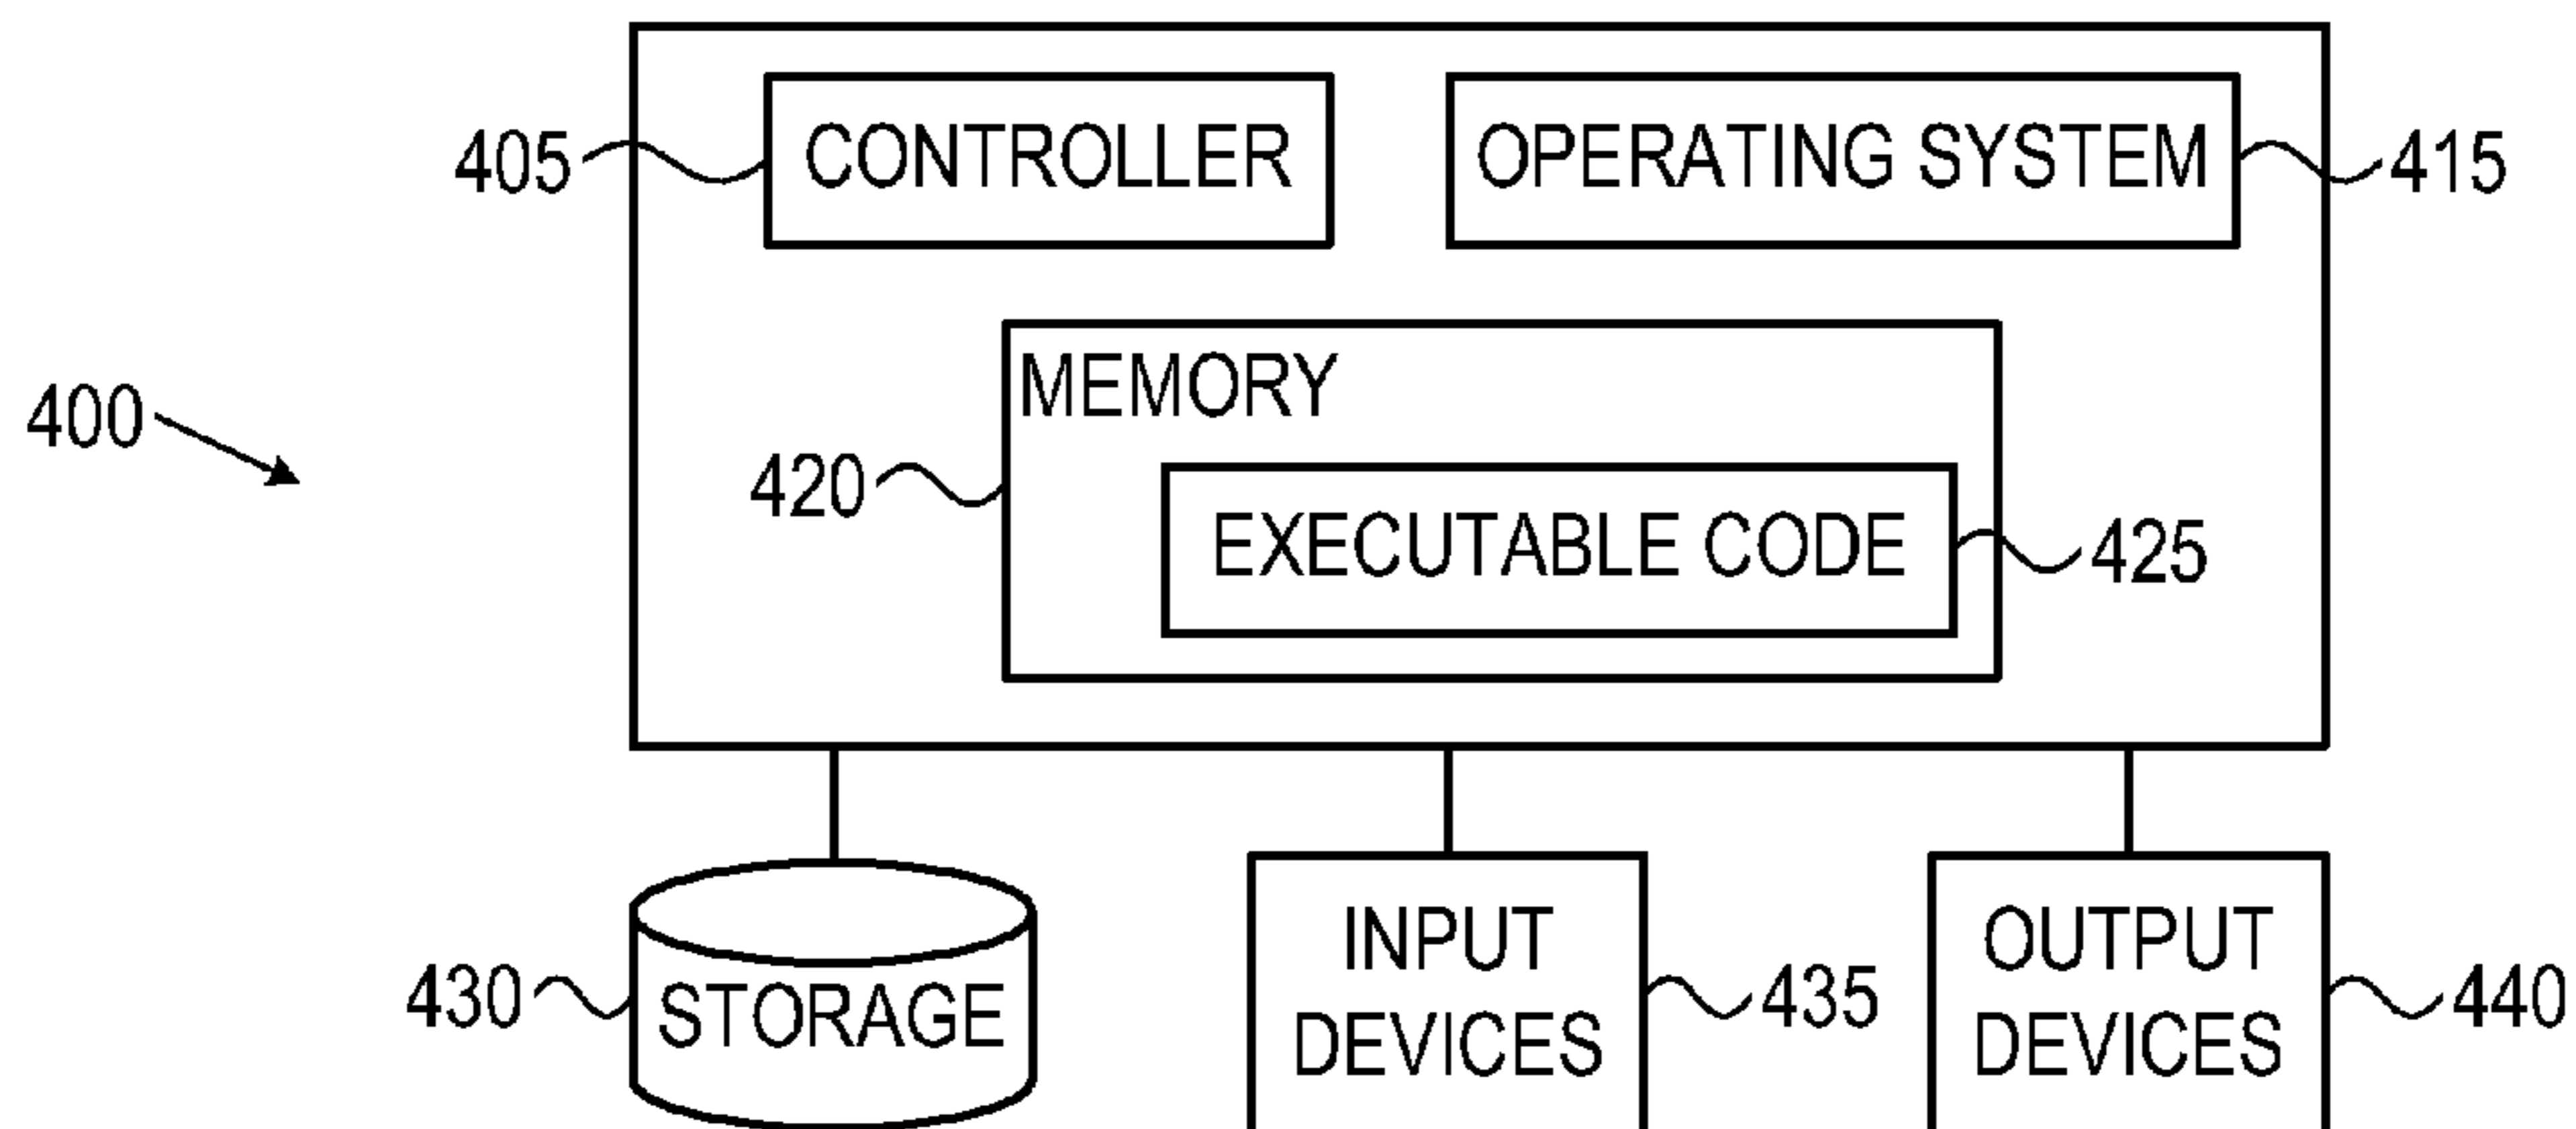 405
CONTROLLER
OPERATING SYSTEM
415
400
MEMORY
420
EXECUTABLE CODE
425
430
STORAGE
INPUT
DEVICES
435
OUTPUT
DEVICES
440